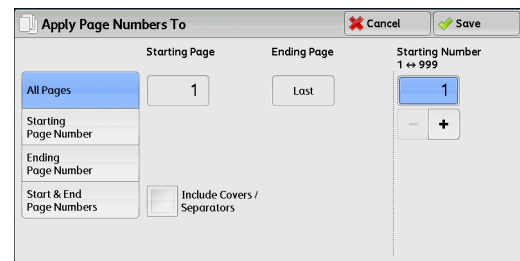 Apply Page Numbers To
Cancel
Save
Starting Page
Ending Page
Starting Number
1 ↔ 999
All Pages
1
Last
1
Starting
Page Number
− +
Ending
Page Number
Start & End
Page Numbers
Include Covers /
Separators